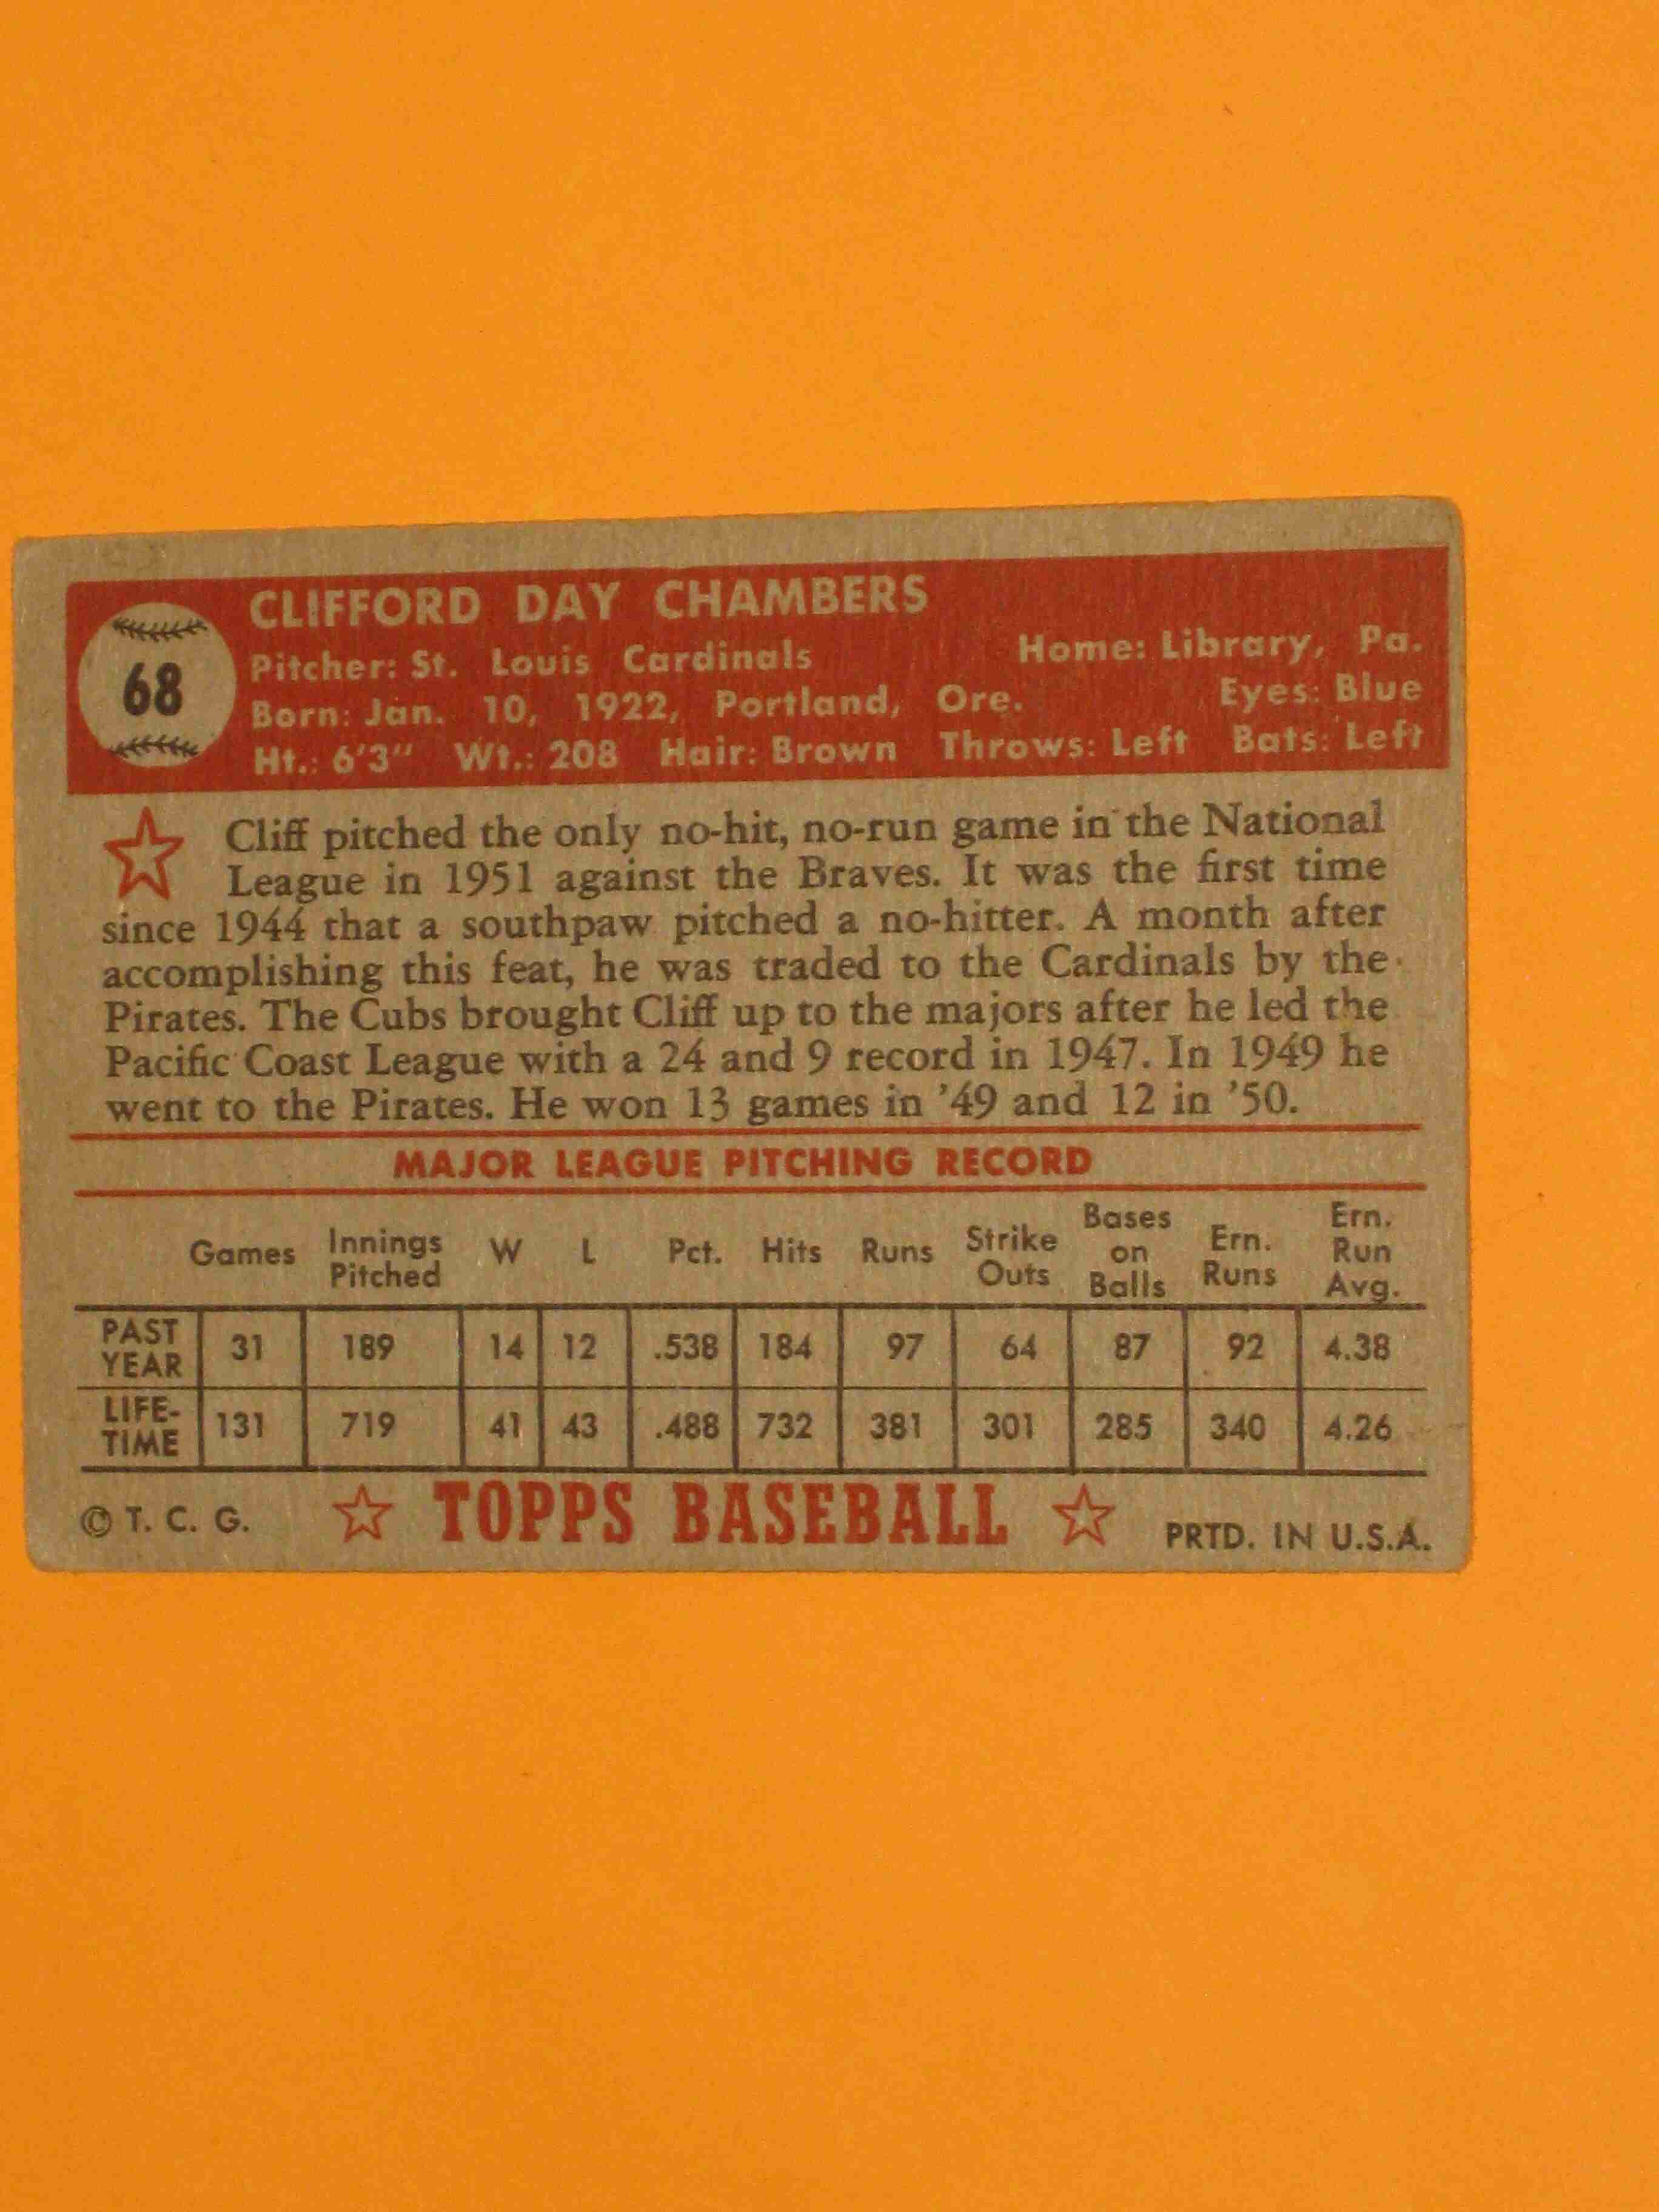 68
CLIFFORD DAY CHAMBERS
Pitcher: St. Louis Cardinals Home: Library, Pa.
Born: Jan. 10, 1922, Portland, Ore. Eyes: Blue
Ht.: 6'3" Wt.: 208 Hair: Brown Throws: Left Bats: Left
Cliff pitched the only no-hit, no-run game in the National
League in 1951 against the Braves. It was the first time
since 1944 that a southpaw pitched a no-hitter. A month after
accomplishing this feat, he was traded to the Cardinals by the
Pirates. The Cubs brought Cliff up to the majors after he led the
Pacific Coast League with a 24 and 9 record in 1947. In 1949 he
went to the Pirates. He won 13 games in '49 and 12 in '50.
MAJOR LEAGUE PITCHING RECORD
Games Innings Pitched W L Pct. Hits Runs Strike Outs Bases on Balls Ern. Runs Ern. Run Avg.
PAST YEAR 31 189 14 12 .538 184 97 64 87 92 4.38
LIFE-TIME 131 719 41 43 .488 732 381 301 285 340 4.26
© T. C. G. TOPPS BASEBALL PRTD. IN U.S.A.